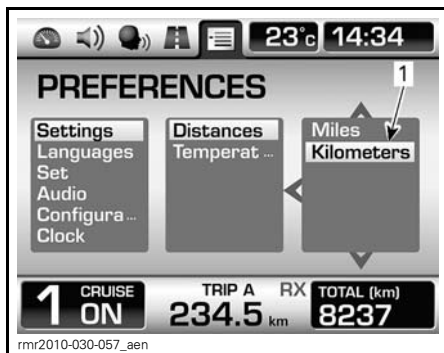 23°c 14:34
PREFERENCES
1
Settings
Languages
Set
Audio
Configura ...
Clock
Distances
Temperat ...
Miles
Kilometers
1 CRUISE ON
TRIP A
234.5 km
RX
TOTAL (km)
8237
rmr2010-030-057_aen